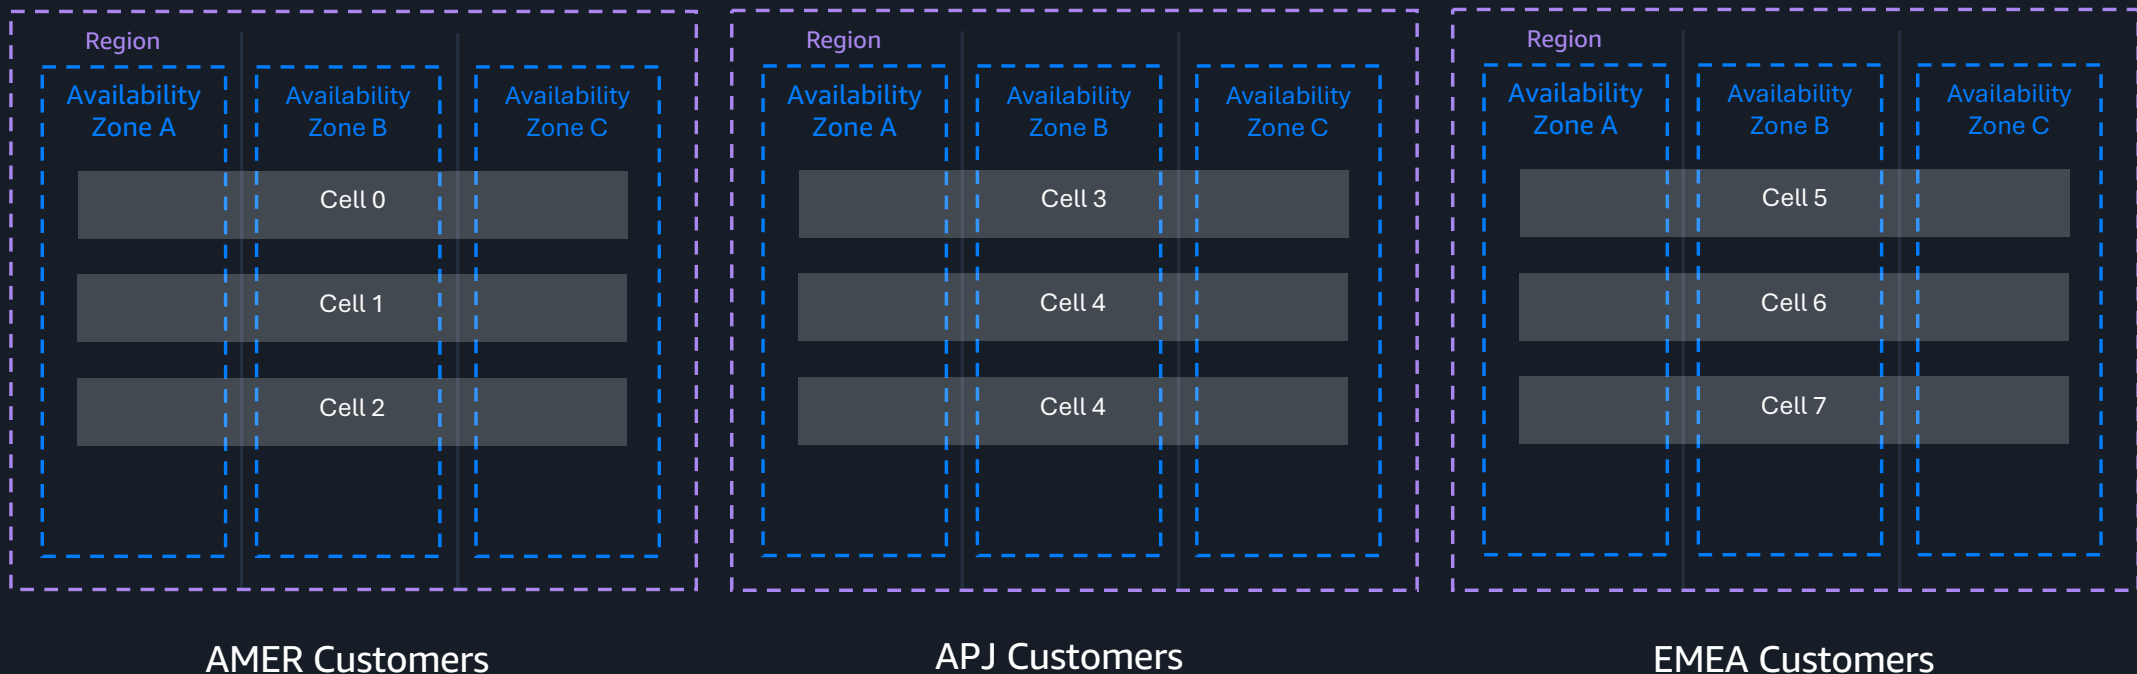 Region
Availability
Zone A
Availability
Zone B
Availability
Zone C
Cell 0
Cell 1
Cell 2
AMER Customers
Region
Availability
Zone A
Availability
Zone B
Availability
Zone C
Cell 3
Cell 4
Cell 4
APJ Customers
Region
Availability
Zone A
Availability
Zone B
Availability
Zone C
Cell 5
Cell 6
Cell 7
EMEA Customers